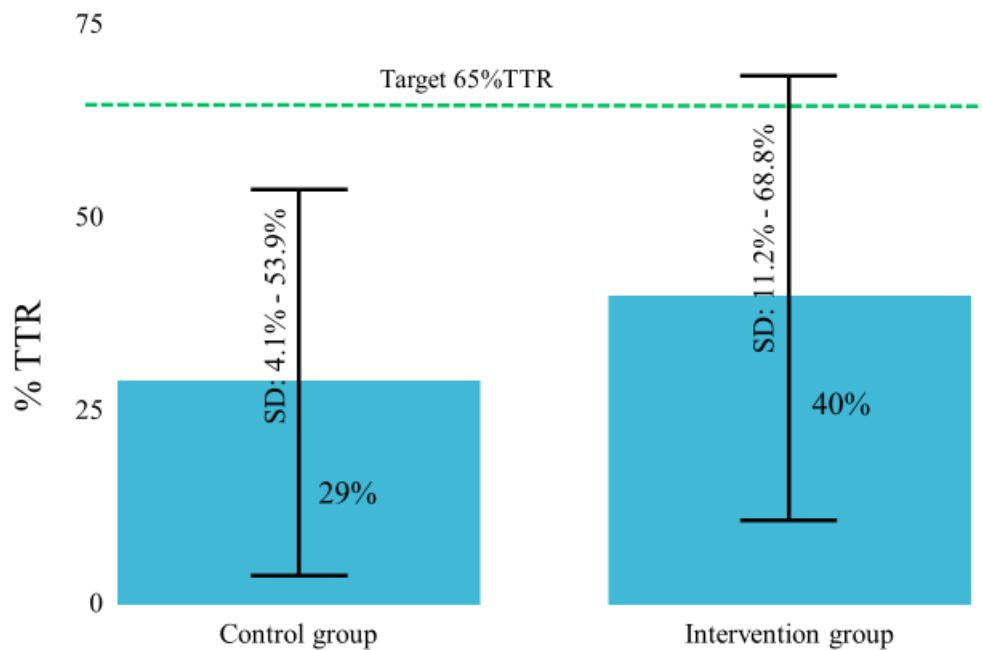 75
Target 65%TTR
50
25
0
% TTR
SD: 4.1% - 53.9%
29%
SD: 11.2% - 68.8%
40%
Control group
Intervention group